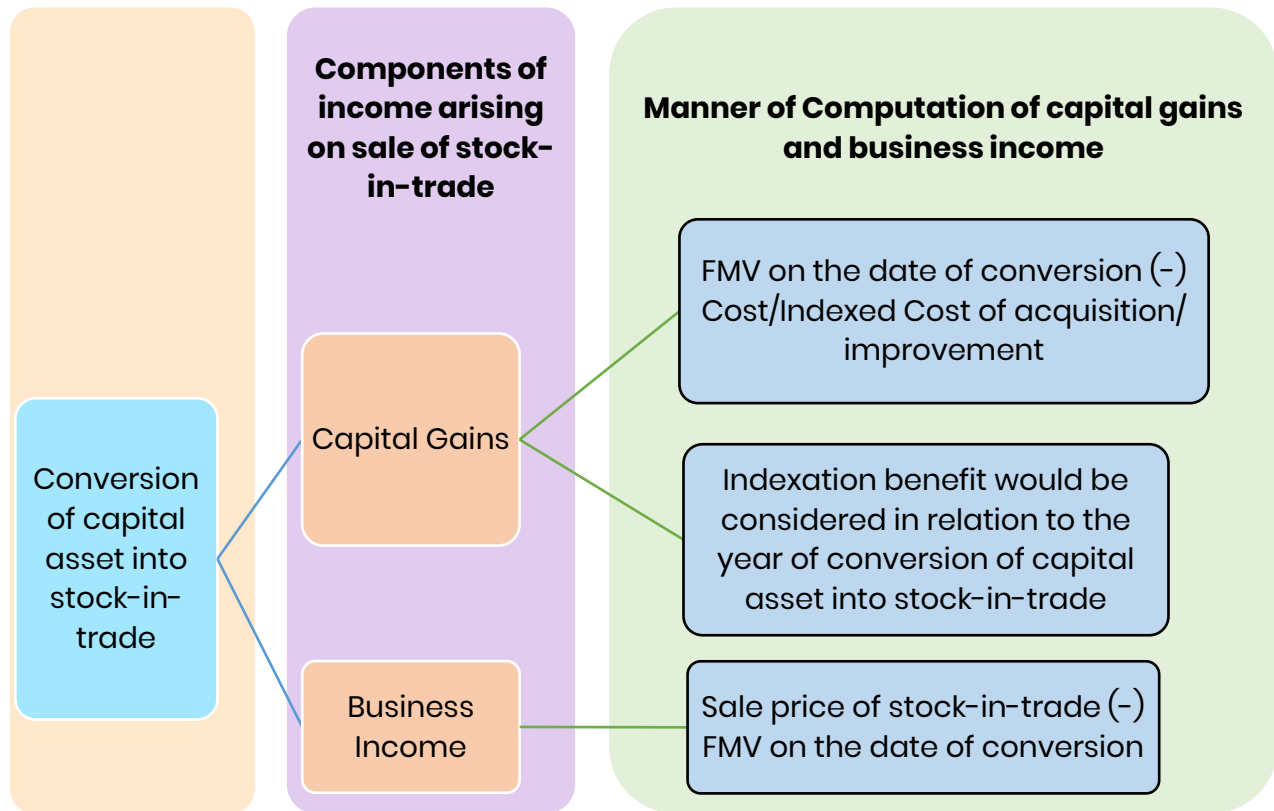 Components of
income arising
on sale of stock-
in-trade
Manner of Computation of capital gains
and business income
Conversion
of capital
asset into
stock-in-
trade
Capital Gains
FMV on the date of conversion (-)
Cost/Indexed Cost of acquisition/
improvement
Indexation benefit would be
considered in relation to the
year of conversion of capital
asset into stock-in-trade
Business
Income
Sale price of stock-in-trade (-)
FMV on the date of conversion